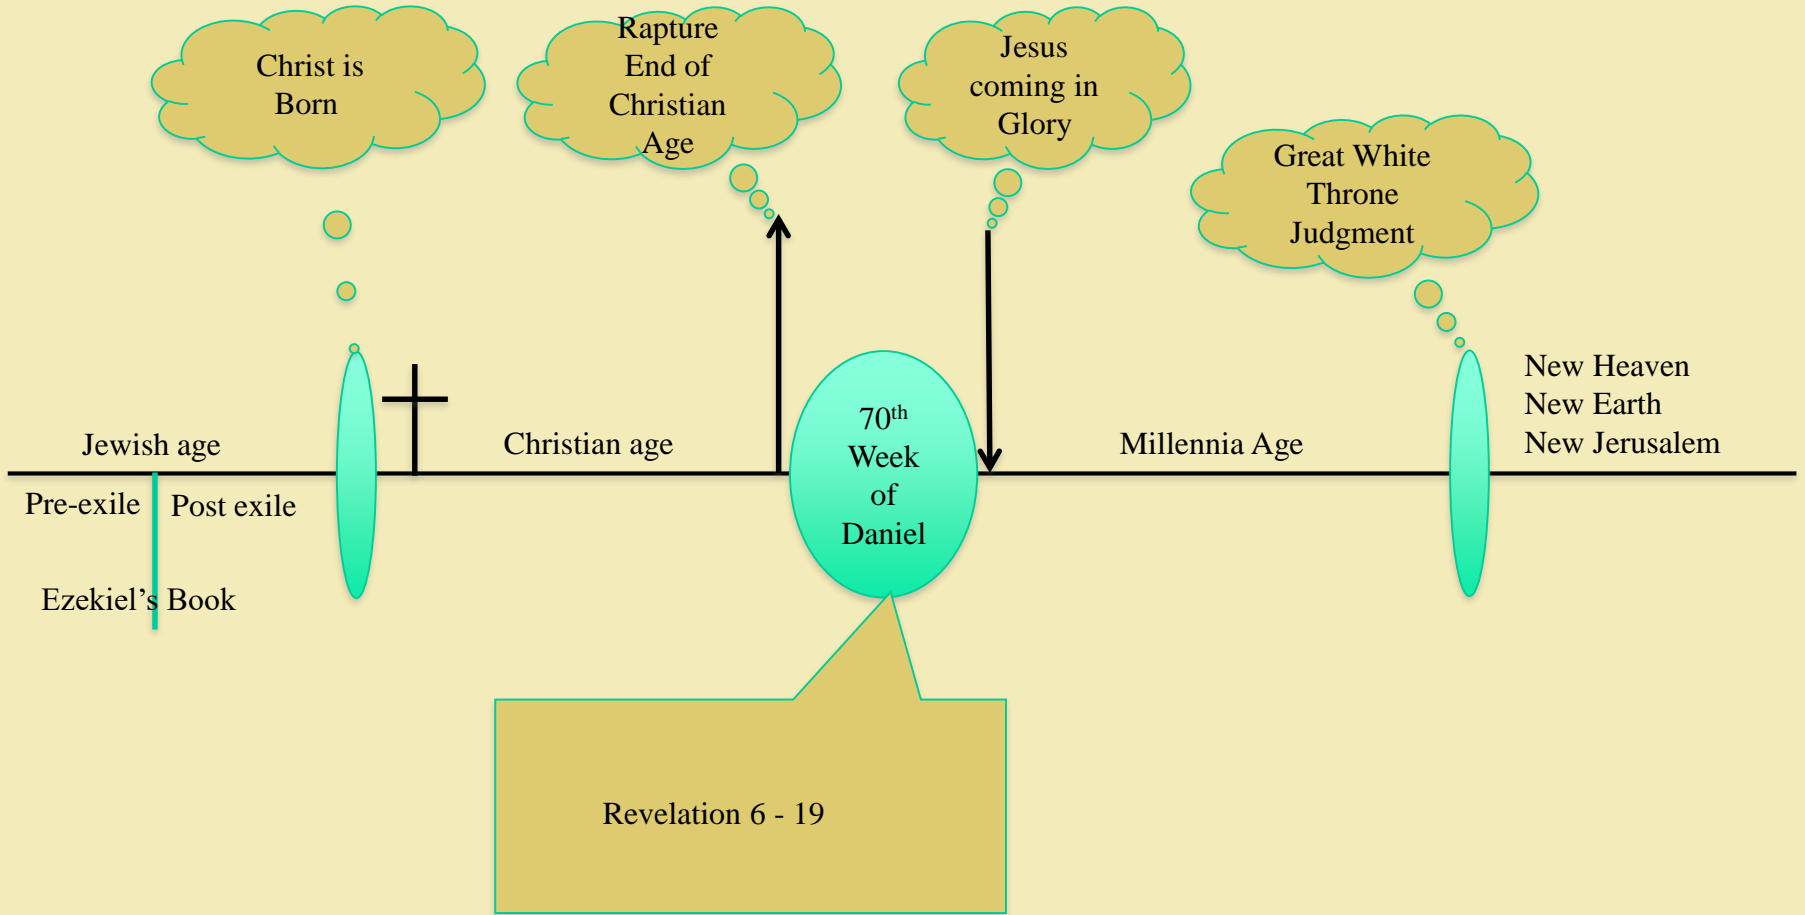 Christ is
Born
Rapture
End of
Christian
Age
Jesus
coming in
Glory
Great White
Throne
Judgment
Jewish age
Christian age
70th
Week
of
Daniel
Millennia Age
New Heaven
New Earth
New Jerusalem
Pre-exile
Post exile
Ezekiel’s Book
Revelation 6 - 19